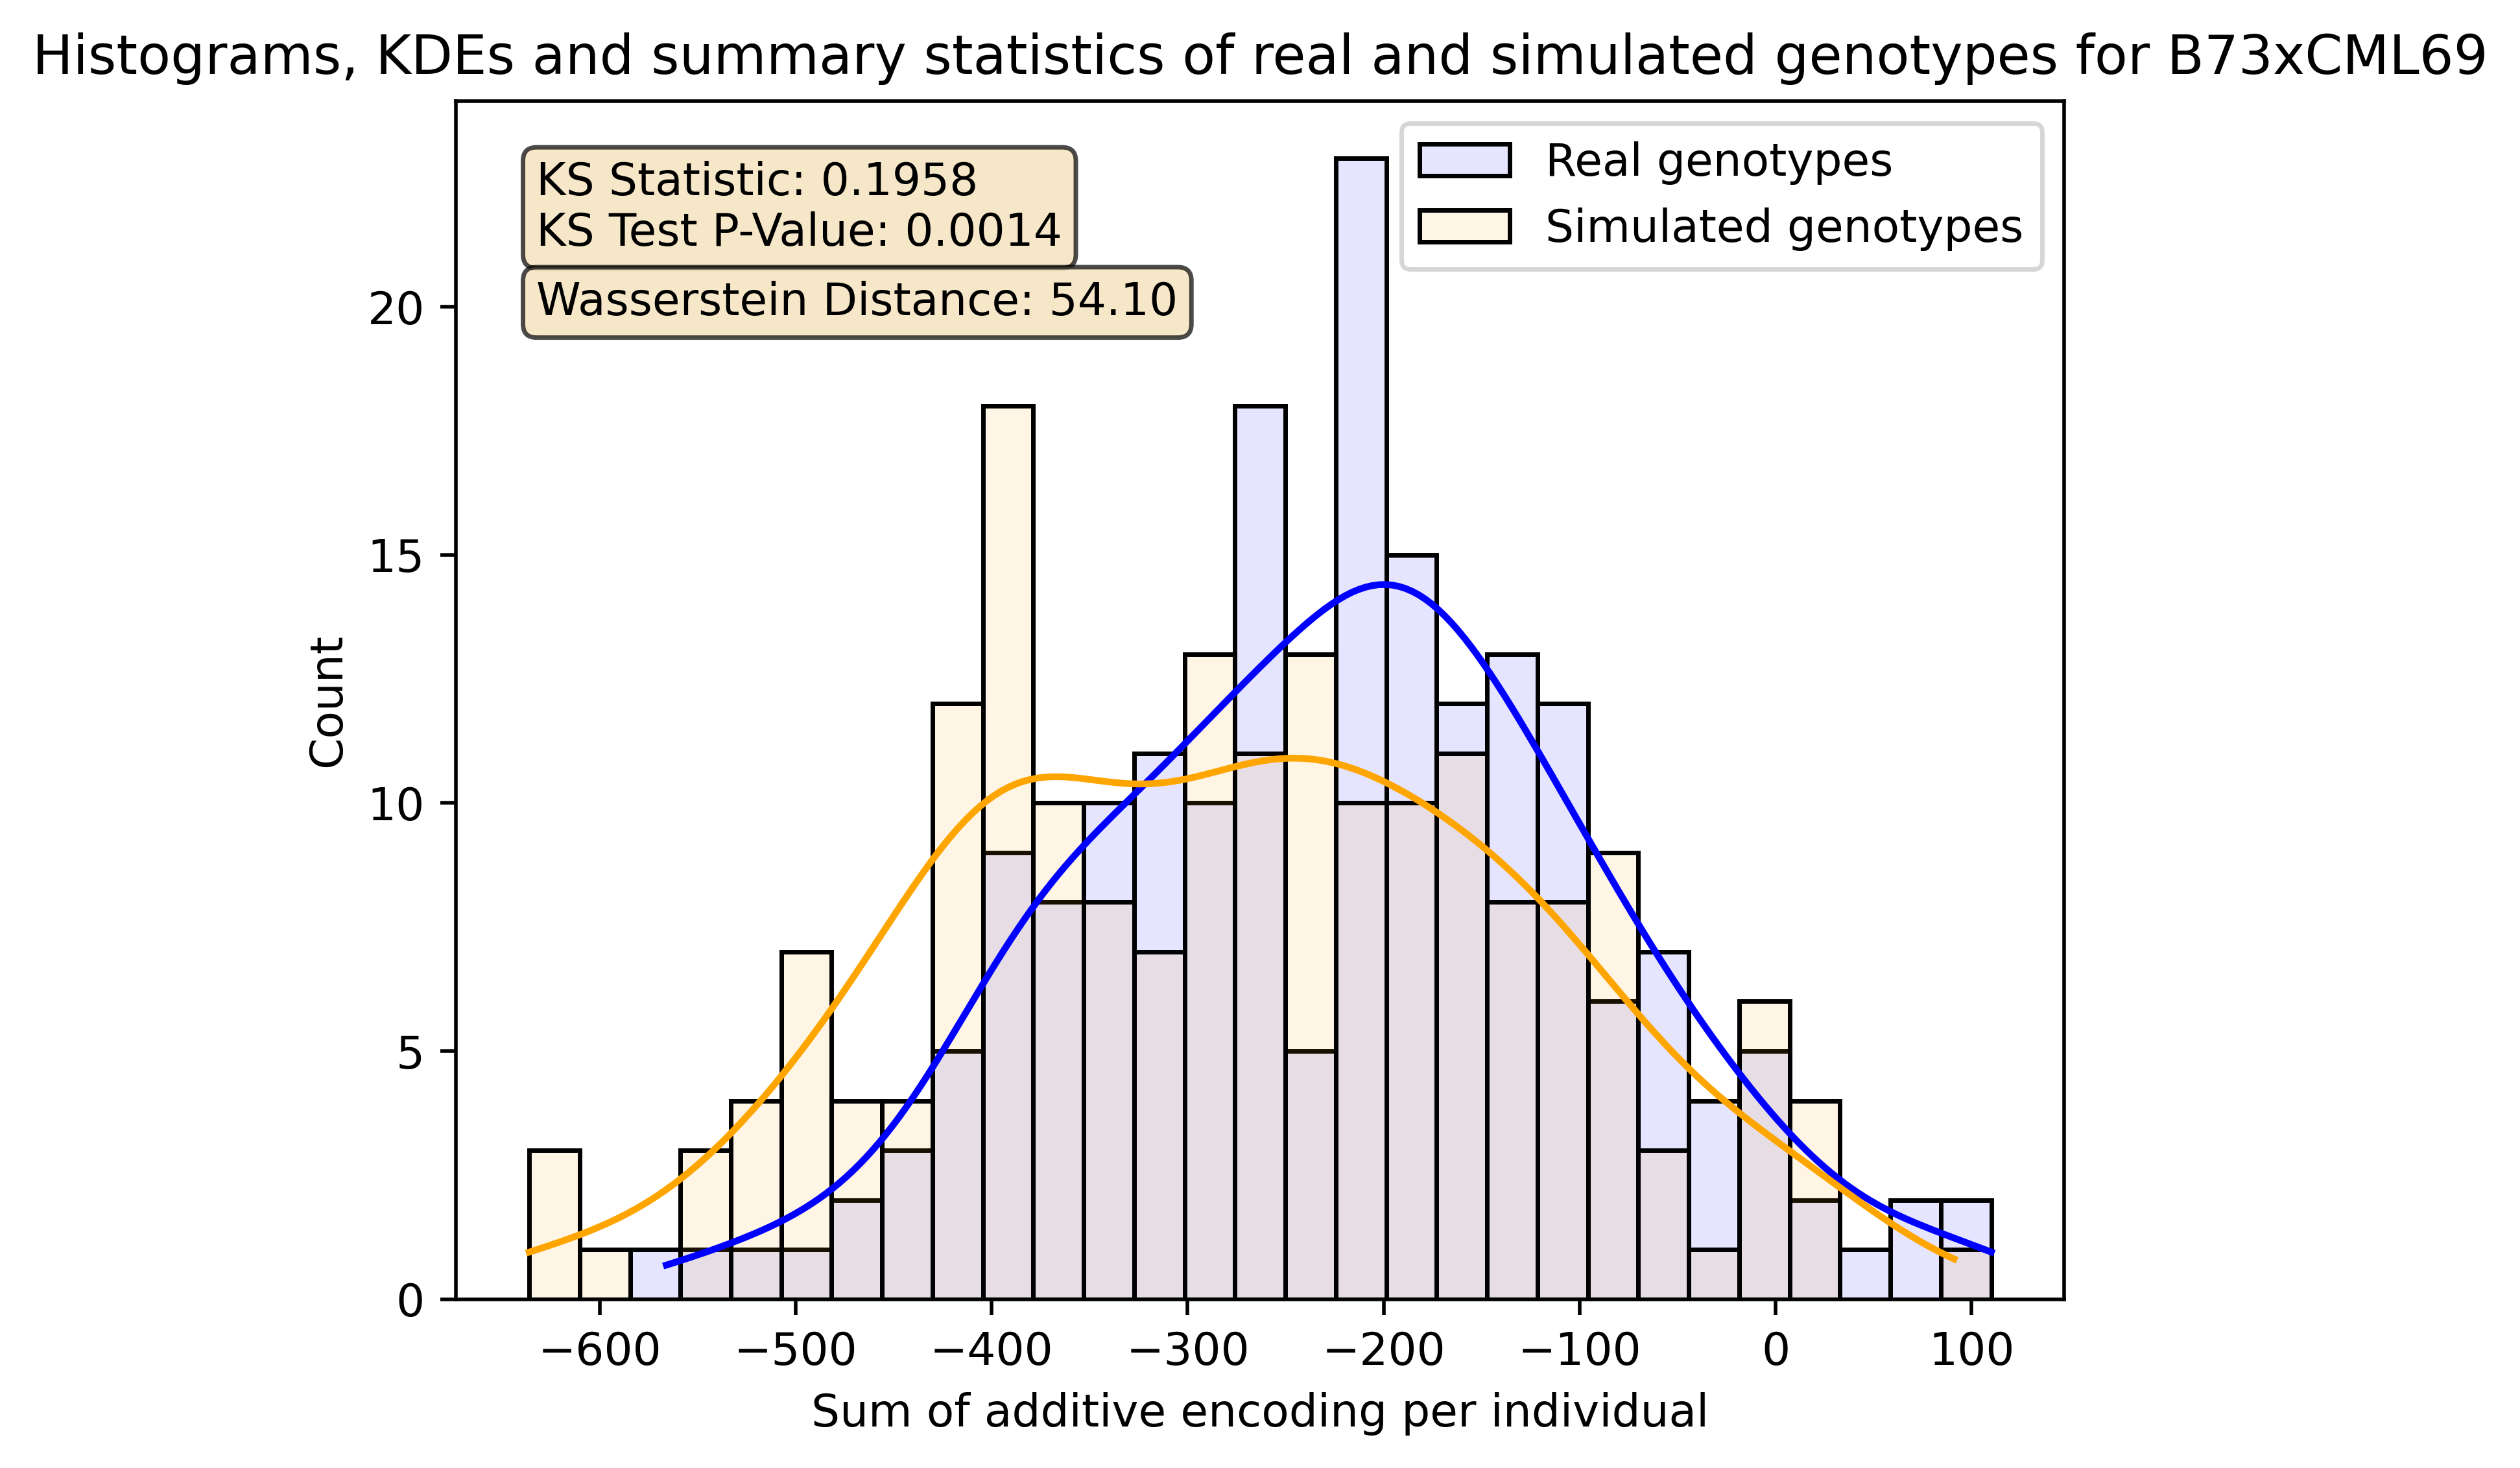 Histograms, KDEs and summary statistics of real and simulated genotypes for B73xCML69
KS Statistic: 0.1958
KS Test P-Value: 0.0014
Wasserstein Distance: 54.10
Real genotypes
Simulated genotypes
Count
20
15
10
5
0
−600 −500 −400 −300 −200 −100 0 100
Sum of additive encoding per individual